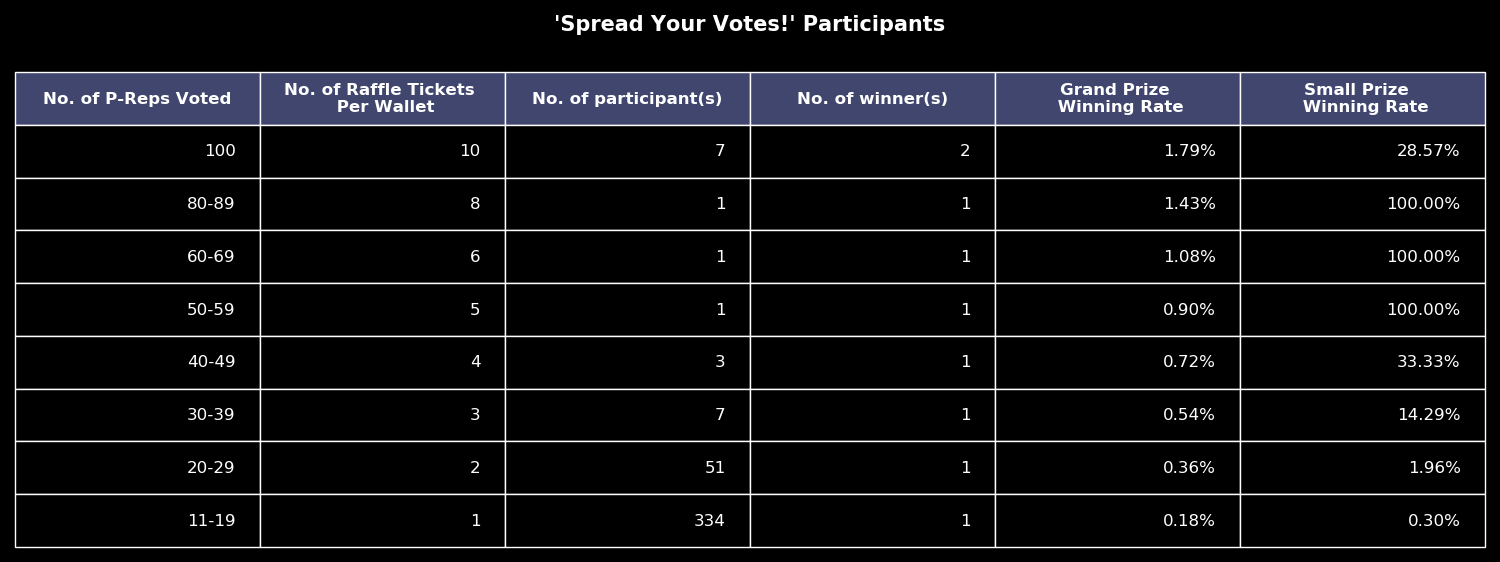 'Spread Your Votes!' Participants
No. of P-Reps Voted
No. of Raffle Tickets
Per Wallet
No. of participant(s)
No. of winner(s)
Grand Prize
Winning Rate
Small Prize
Winning Rate
100 10 7 2 1.79% 28.57%
80-89 8 1 1 1.43% 100.00%
60-69 6 1 1 1.08% 100.00%
50-59 5 1 1 0.90% 100.00%
40-49 4 3 1 0.72% 33.33%
30-39 3 7 1 0.54% 14.29%
20-29 2 51 1 0.36% 1.96%
11-19 1 334 1 0.18% 0.30%